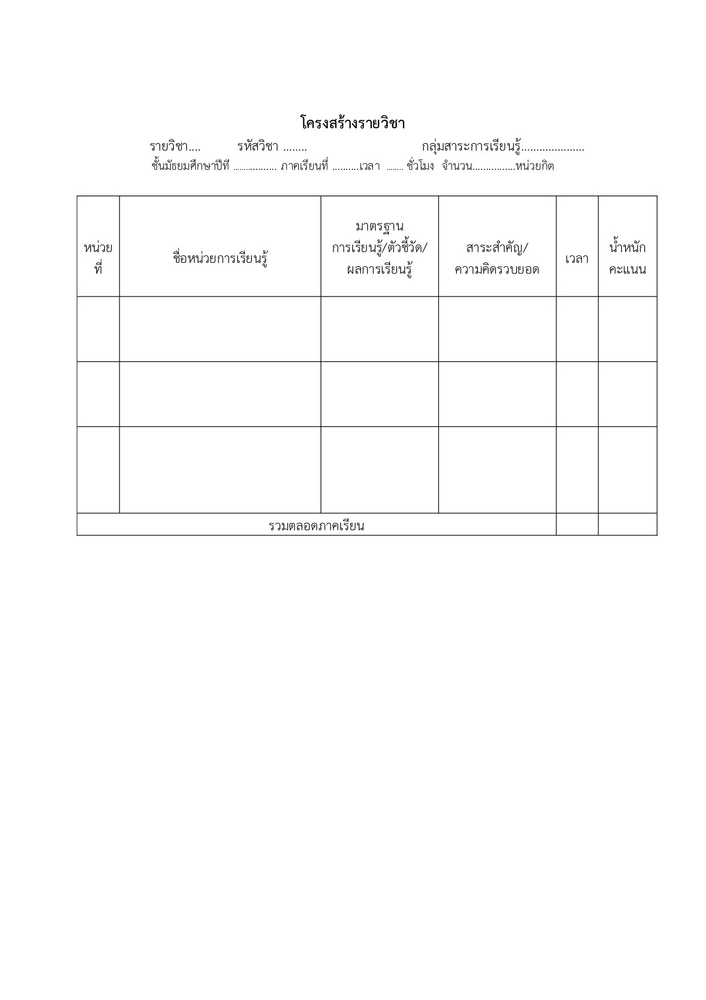 โครงสร้างรายวิชา
รายวิชา.... รหัสวิชา ........ กลุ่มสาระการเรียนรู้.....................
ชั้นมัธยมศึกษาปีที ................. ภาคเรียนที่ ..........เวลา ........ ชั่วโมง จำนวน................หน่วยกิต
หน่วย
ที่
ชื่อหน่วยการเรียนรู้
มาตรฐาน
การเรียนรู้/ตัวชี้วัด/
ผลการเรียนรู้
สาระสำคัญ/
ความคิดรวบยอด
เวลา
น้ำหนัก
คะแนน
รวมตลอดภาคเรียน